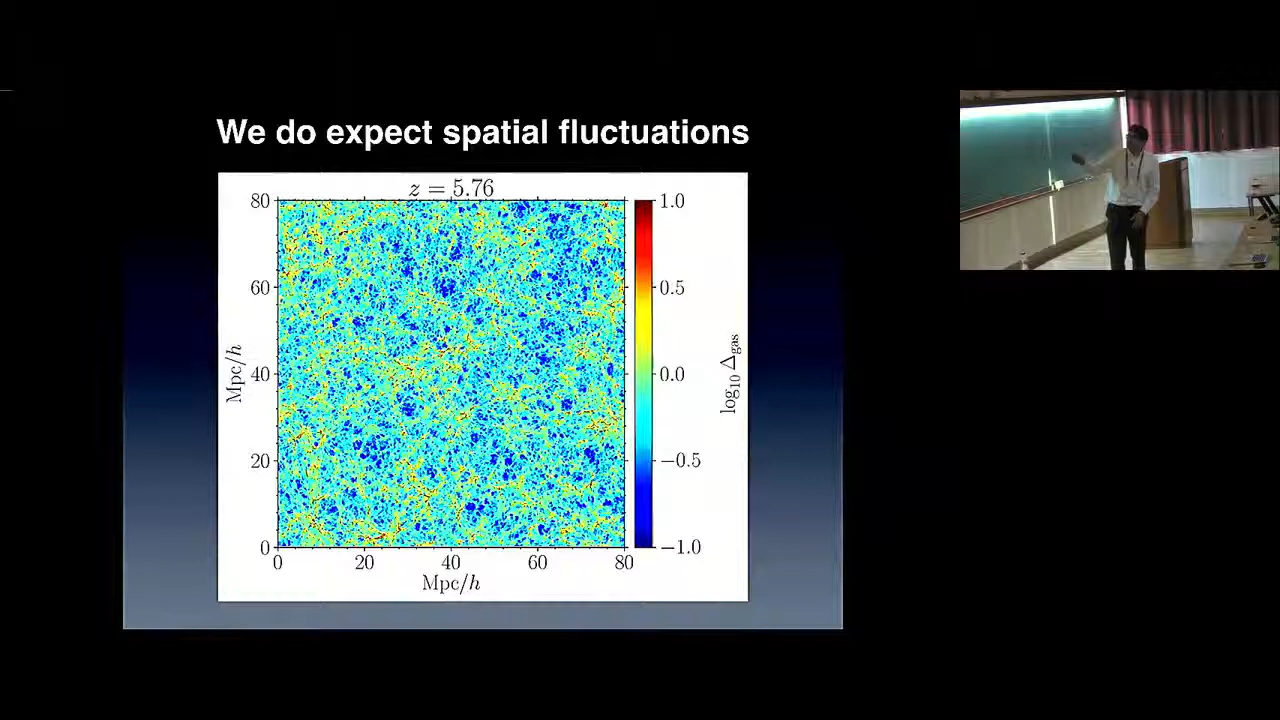 We do expect spatial fluctuations
z = 5.76
80
60
40
20
0
Mpc/h
0 20 40 60 80
Mpc/h
1.0
0.5
0.0
−0.5
−1.0
log₁₀ Δgas